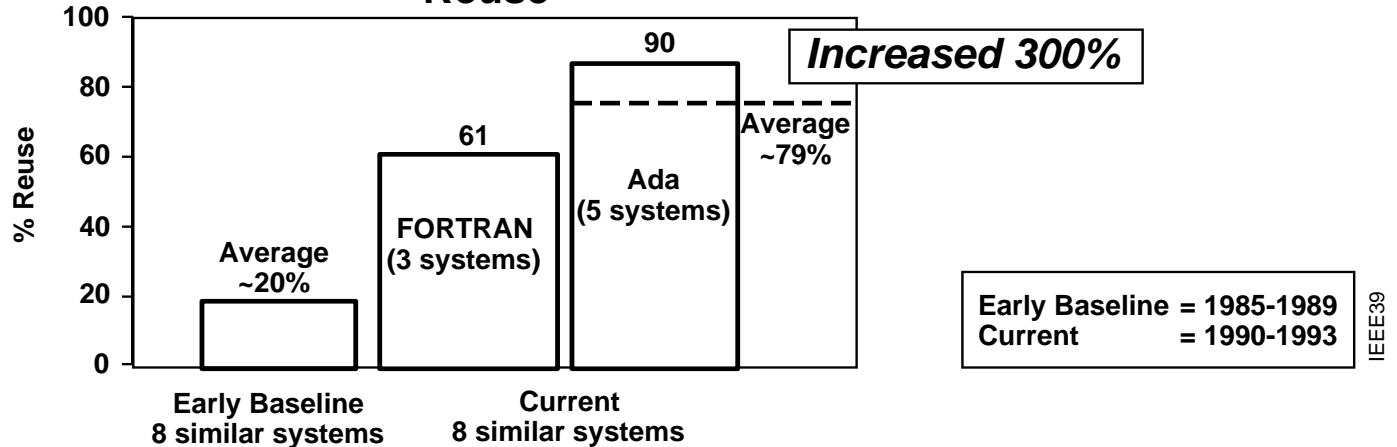 Reuse
100
80
60
40
20
0
% Reuse
Average
~20%
61
FORTRAN
(3 systems)
90
Ada
(5 systems)
Increased 300%
Average
~79%
Early Baseline
8 similar systems
Current
8 similar systems
Early Baseline = 1985-1989
Current = 1990-1993
IEEE39